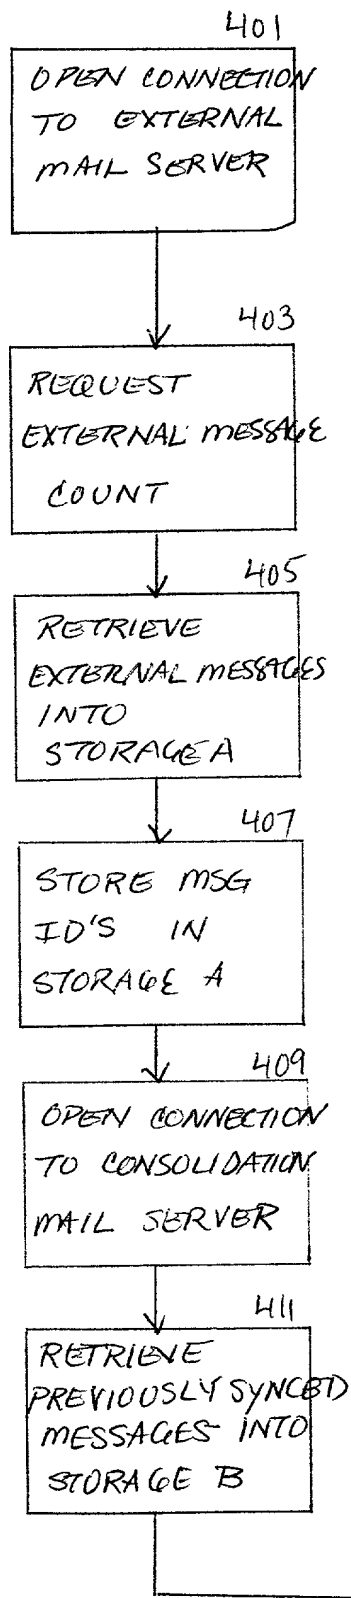 401
OPEN CONNECTION
TO EXTERNAL
MAIL SERVER
403
REQUEST
EXTERNAL MESSAGE
COUNT
405
RETRIEVE
EXTERNAL MESSAGES
INTO
STORAGE A
407
STORE MSG
ID'S IN
STORAGE A
409
OPEN CONNECTION
TO CONSOLIDATION
MAIL SERVER
411
RETRIEVE
PREVIOUSLY SYNCED
MESSAGES INTO
STORAGE B